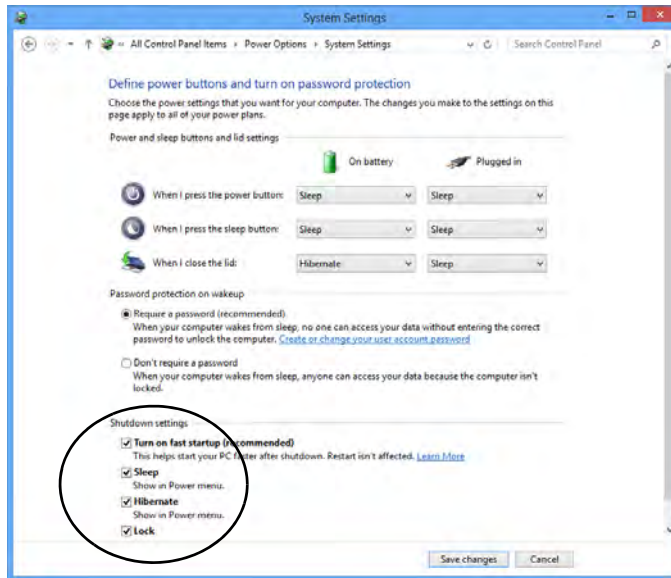 System Settings
All Control Panel Items Power Options System Settings
Search Control Panel
Define power buttons and turn on password protection
Choose the power settings that you want for your computer. The changes you make to the settings on this
page apply to all of your power plans.
Power and sleep buttons and lid settings
On battery Plugged in
When I press the power button: Sleep Sleep
When I press the sleep button: Sleep Sleep
When I close the lid: Hibernate Sleep
Password protection on wakeup
Require a password (recommended)
When your computer wakes from sleep, no one can access your data without entering the correct
password to unlock the computer. Create or change your user account password
Don't require a password
When your computer wakes from sleep, anyone can access your data because the computer isn't
locked.
Shutdown settings
Turn on fast startup (recommended)
This helps start your PC faster after shutdown. Restart isn't affected. Learn More
Sleep
Show in Power menu.
Hibernate
Show in Power menu.
Lock
Save changes Cancel